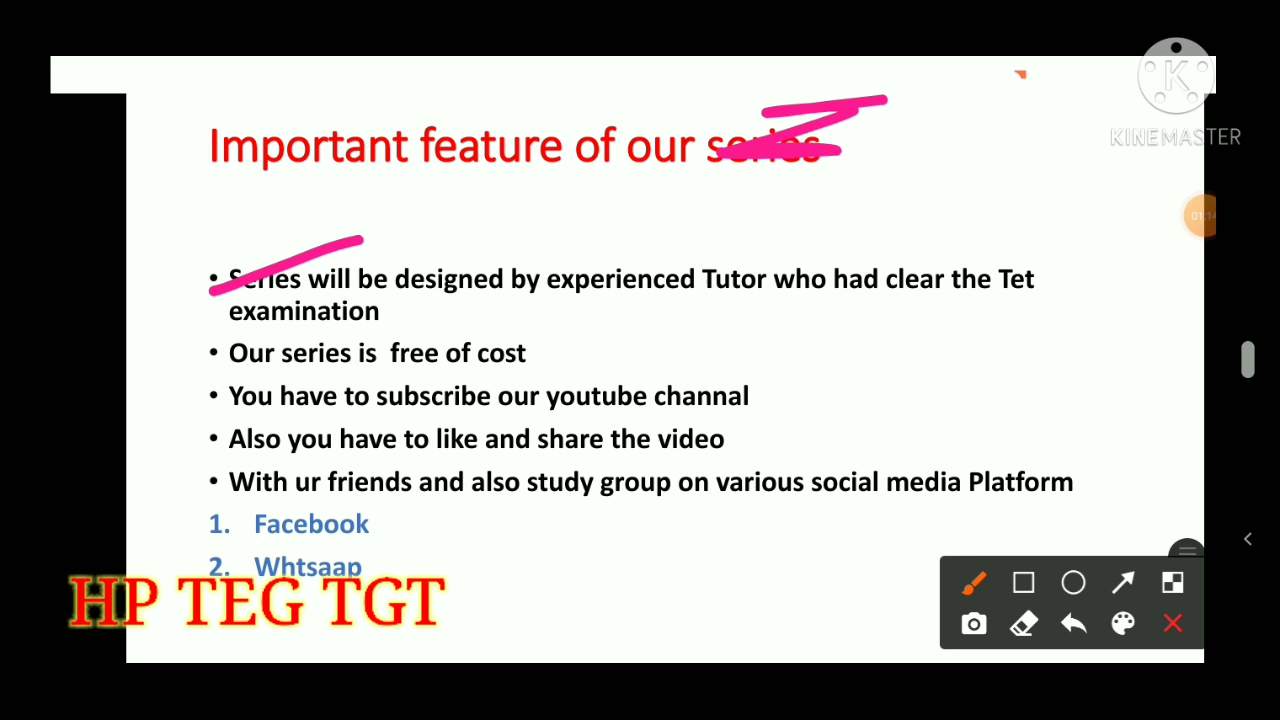 KINEMASTER
Important feature of our series
• Series will be designed by experienced Tutor who had clear the Tet
examination
• Our series is free of cost
• You have to subscribe our youtube channal
• Also you have to like and share the video
• With ur friends and also study group on various social media Platform
1. Facebook
2. Whtsaap
HP TEG TGT